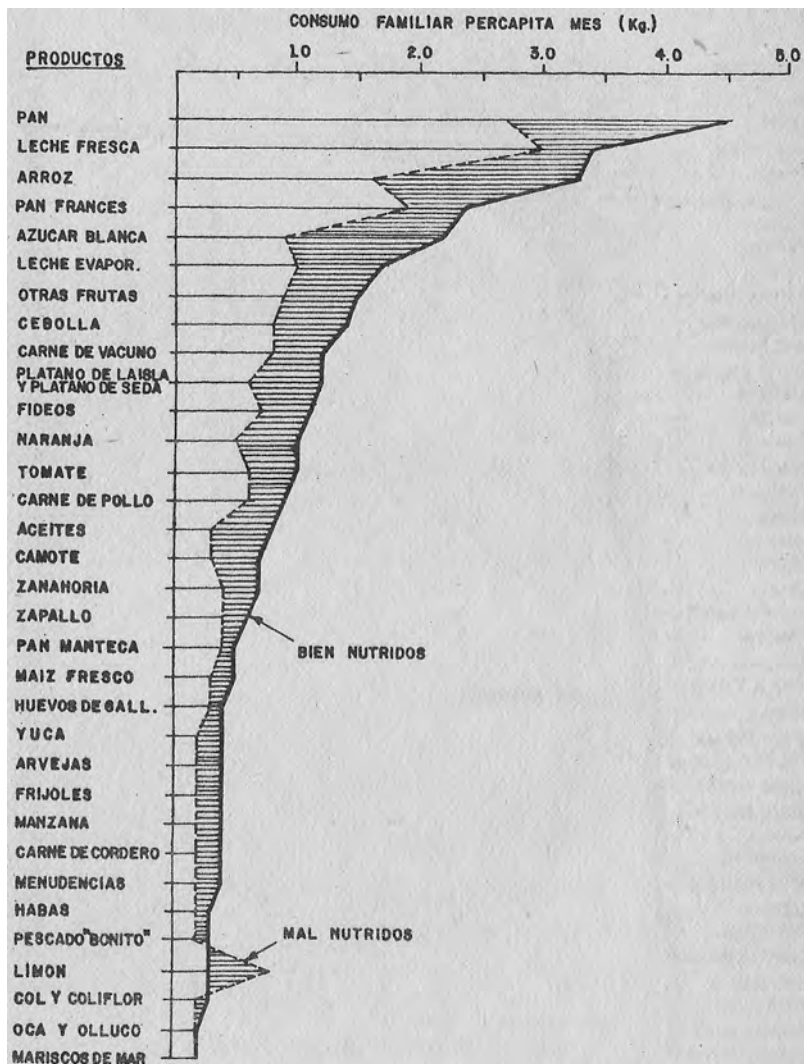 CONSUMO FAMILIAR PERCAPITA MES (Kg.)
1.0 2.0 3.0 4.0 5.0
PRODUCTOS
PAN
LECHE FRESCA
ARROZ
PAN FRANCES
AZUCAR BLANCA
LECHE EVAPOR.
OTRAS FRUTAS
CEBOLLA
CARNE DE VACUNO
PLATANO DE LAISLA
Y PLATANO DE SEDA
FIDEOS
NARANJA
TOMATE
CARNE DE POLLO
ACEITES
CAMOTE
ZANAHORIA
ZAPALLO
BIEN NUTRIDOS
PAN MANTECA
MAIZ FRESCO
HUEVOS DE GALL.
YUCA
ARVEJAS
FRIJOLES
MANZANA
CARNE DE CORDERO
MENUDENCIAS
HABAS
MAL NUTRIDOS
PESCADO"BONITO"
LIMON
COL Y COLIFLOR
OCA Y OLLUCO
MARISCOS DE MAR